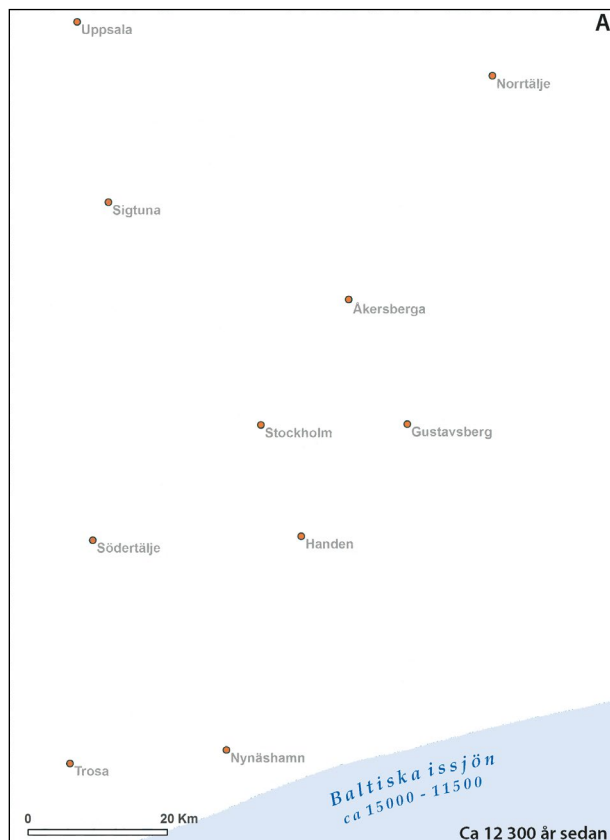 A
Uppsala
Norrtälje
Sigtuna
Åkersberga
Stockholm
Gustavsberg
Södertälje
Handen
Nynäshamn
Trosa
Baltiska issjön
ca 15000 - 11500
0 20 Km
Ca 12 300 år sedan